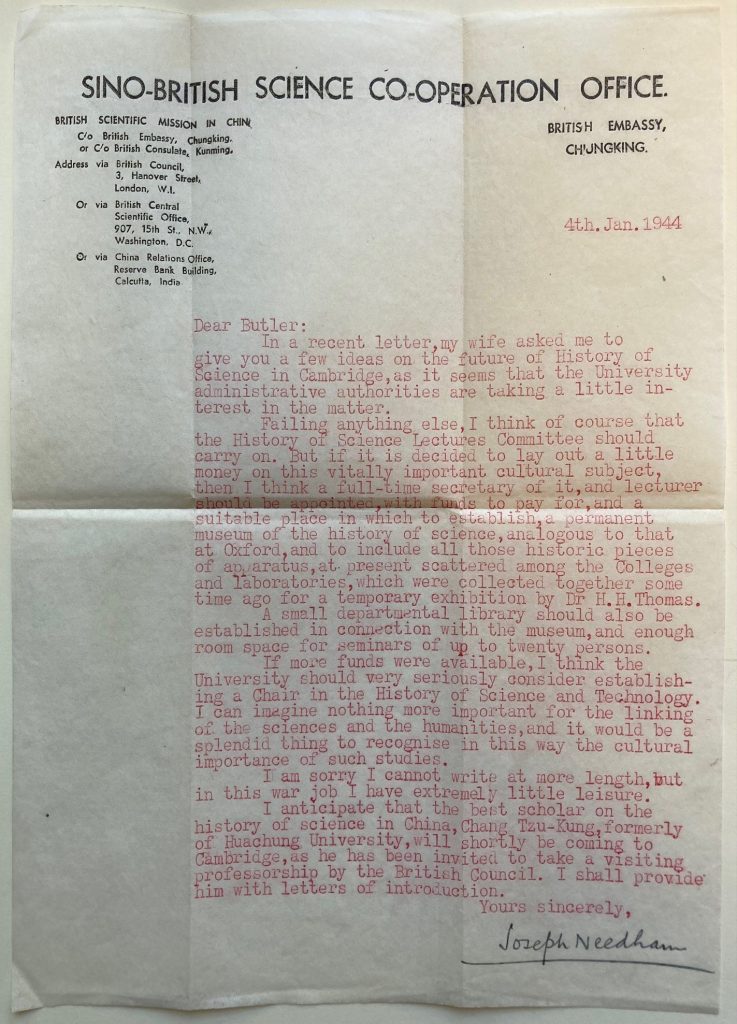 SINO-BRITISH SCIENCE CO-OPERATION OFFICE.
BRITISH SCIENTIFIC MISSION IN CHINA
C/o British Embassy, Chungking.
or C/o British Consulate, Kunming.
Address via British Council,
3, Hanover Street,
London, W.I.
Or via British Central
Scientific Office,
907, 15th St., N.W.,
Washington, D.C.
Or via China Relations Office,
Reserve Bank Building,
Calcutta, India
BRITISH EMBASSY,
CHUNGKING.
4th.Jan.1944
Dear Butler:
In a recent letter,my wife asked me to
give you a few ideas on the future of History of
Science in Cambridge,as it seems that the University
administrative authorities are taking a little in-
terest in the matter.
Failing anything else,I think of course that
the History of Science Lectures Committee should
carry on. But if it is decided to lay out a little
money on this vitally important cultural subject,
then I think a full-time secretary of it,and lecturer
should be appointed,with funds to pay for,and a
suitable place in which to establish,a permanent
museum of the history of science,analogous to that
at Oxford,and to include all those historic pieces
of apparatus,at present scattered among the Colleges
and laboratories,which were collected together some
time ago for a temporary exhibition by Dr H.H.Thomas.
A small departmental library should also be
established in connection with the museum,and enough
room space for seminars of up to twenty persons.
If more funds were available,I think the
University should very seriously consider establish-
ing a Chair in the History of Science and Technology.
I can imagine nothing more important for the linking
of the sciences and the humanities,and it would be a
splendid thing to recognise in this way the cultural
importance of such studies.
I am sorry I cannot write at more length,but
in this war job I have extremely little leisure.
I anticipate that the best scholar on the
history of science in China,Chang Tzu-Kung,formerly
of Huachung University,will shortly be coming to
Cambridge,as he has been invited to take a visiting
professorship by the British Council. I shall provide
him with letters of introduction.
Yours sincerely,
Joseph Needham